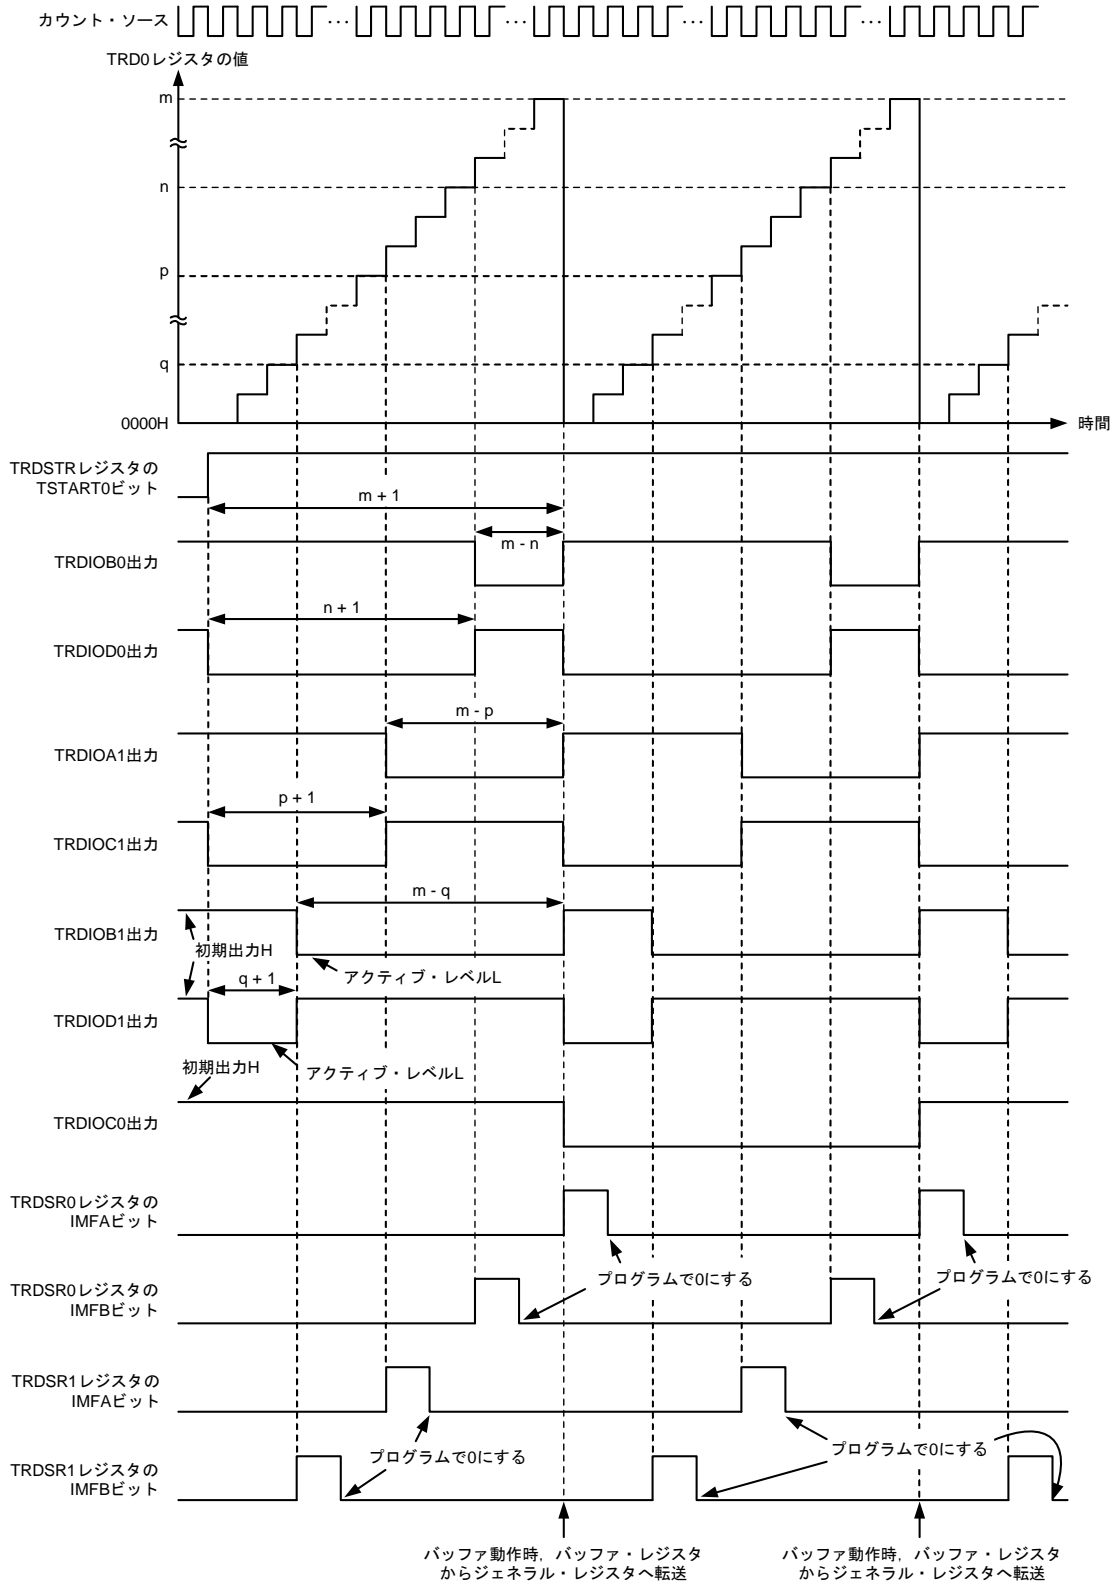 カウント・ソース
TRD0レジスタの値
m
n
p
q
0000H
時間
TRDSTRレジスタの
TSTART0ビット
m + 1
m - n
TRDIOB0出力
n + 1
TRDIOD0出力
m - p
TRDIOA1出力
p + 1
TRDIOC1出力
m - q
TRDIOB1出力
初期出力H
アクティブ・レベルL
q + 1
TRDIOD1出力
初期出力H
アクティブ・レベルL
TRDIOC0出力
TRDSR0レジスタの
IMFAビット
プログラムで0にする
プログラムで0にする
TRDSR0レジスタの
IMFBビット
TRDSR1レジスタの
IMFAビット
プログラムで0にする
プログラムで0にする
TRDSR1レジスタの
IMFBビット
バッファ動作時，バッファ・レジスタ
からジェネラル・レジスタへ転送
バッファ動作時，バッファ・レジスタ
からジェネラル・レジスタへ転送